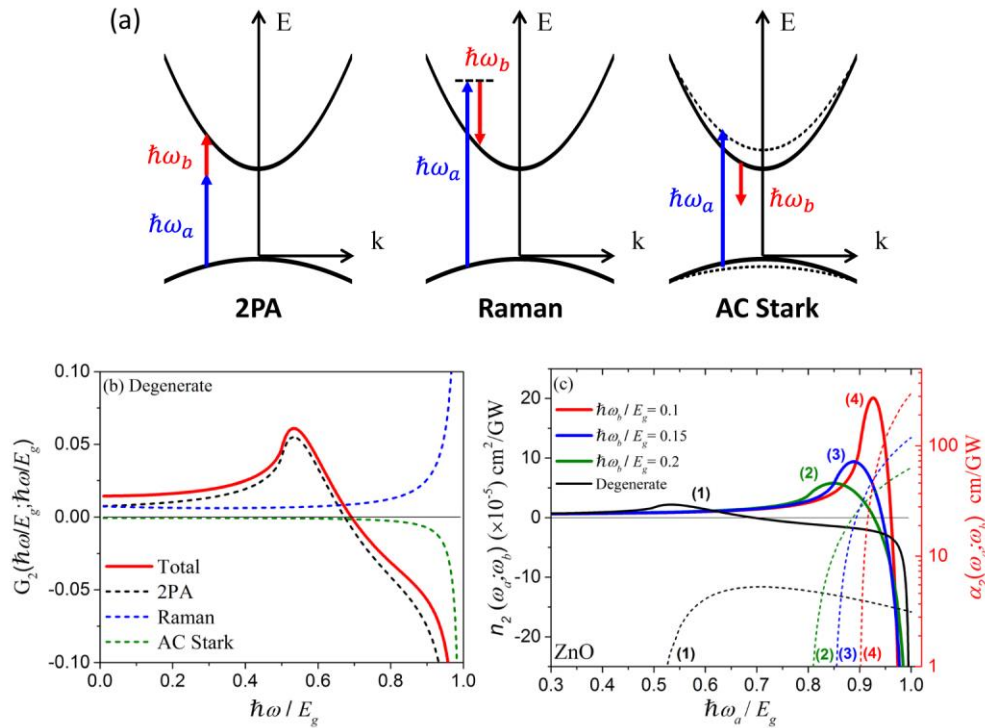 (a)
E
E
E
ħω_b
ħω_b
ħω_a
ħω_a
ħω_a
ħω_b
k
k
k
2PA
Raman
AC Stark
(b) Degenerate
G₂(ħω/E_g;ħω/E_g)
0.10
0.05
0.00
-0.05
-0.10
Total
2PA
Raman
AC Stark
0.0 0.2 0.4 0.6 0.8 1.0
ħω / E_g
(c)
n₂ (ω_a;ω_b) (×10⁻⁵) cm²/GW
20
10
0
-10
-20
ħω_b / E_g = 0.1
ħω_b / E_g = 0.15
ħω_b / E_g = 0.2
Degenerate
(1)
(2)
(3)
(4)
ZnO
(1)
(2) (3) (4)
0.3 0.4 0.5 0.6 0.7 0.8 0.9 1.0
ħω_a / E_g
100
10
1
α₂(ω_a;ω_b) cm/GW